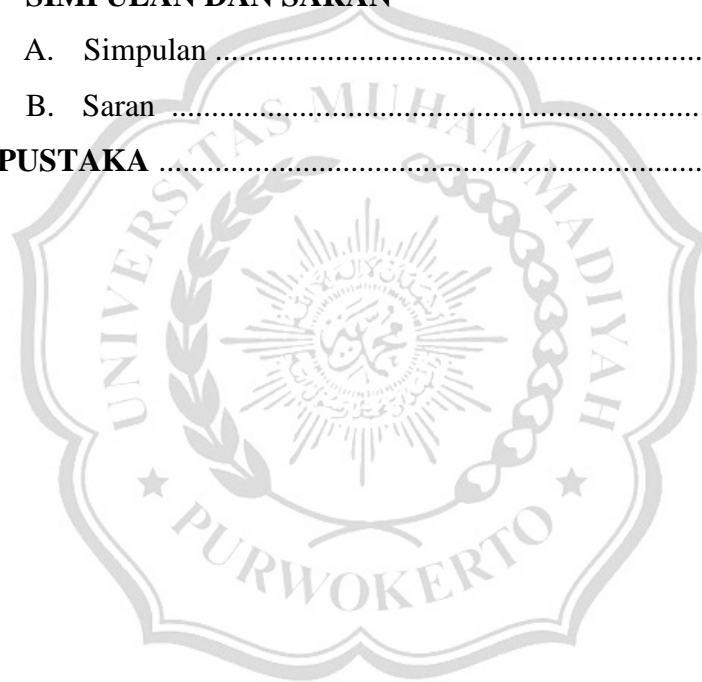 SIMPULAN DAN SARAN
A. Simpulan ................................................................
B. Saran ......................................................................
PUSTAKA ......................................................................
UNIVERSITAS MUHAMMADIYAH
PURWOKERTO